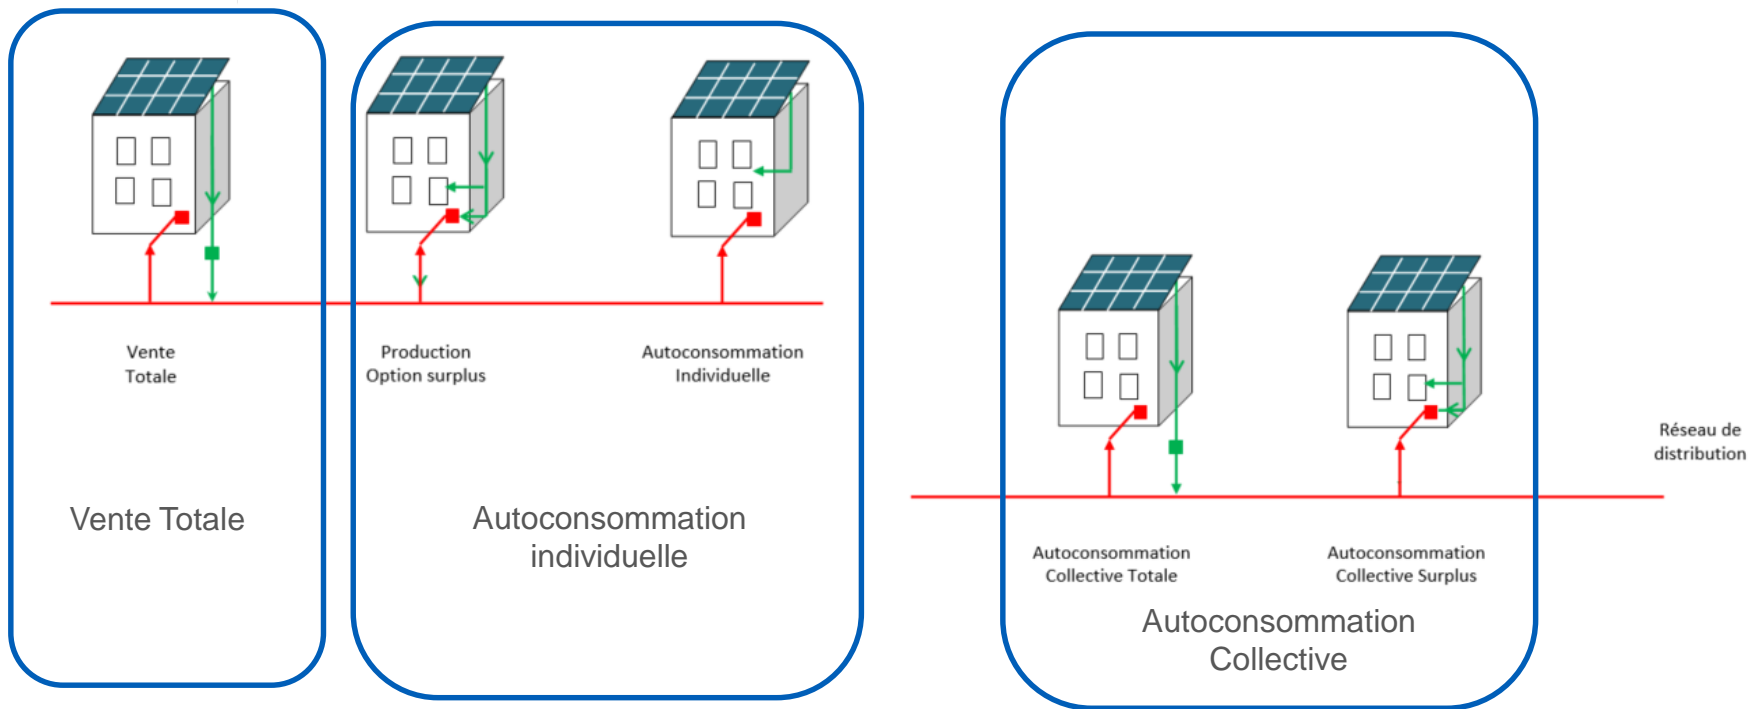 Vente
Totale
Production
Option surplus
Autoconsommation
Individuelle
Vente Totale
Autoconsommation
individuelle
Réseau de
distribution
Autoconsommation
Collective Totale
Autoconsommation
Collective Surplus
Autoconsommation
Collective